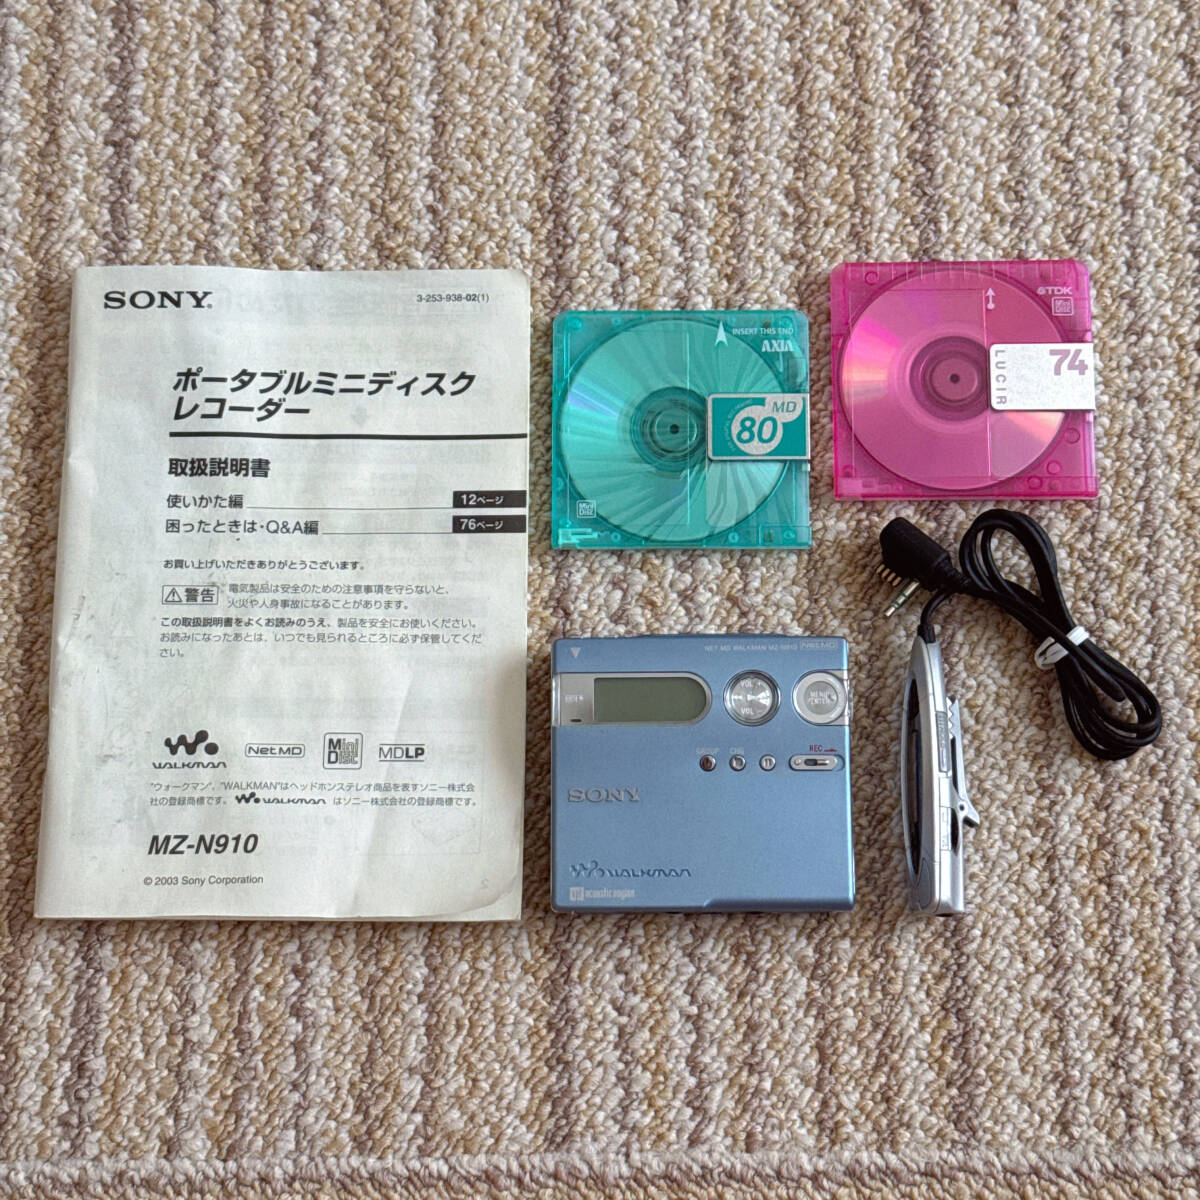 SONY®
3-253-938-02(1)
ポータブルミニディスク
レコーダー
取扱説明書
使いかた編 12ページ
困ったときは・Q&A編 76ページ
お買い上げいただきありがとうございます。
警告
電気製品は安全のための注意事項を守らないと、
火災や人身事故になることがあります。
この取扱説明書をよくお読みのうえ、製品を安全にお使いください。
お読みになったあとは、いつでも見られるところに必ず保管してくだ
さい。
WALKMAN
NetMD
Mini Disc
MDLP
"ウォークマン"、"WALKMAN"はヘッドホンステレオ商品を表すソニー株式会
社の登録商標です。 WALKMAN はソニー株式会社の登録商標です。
MZ-N910
© 2003 Sony Corporation
INSERT THIS END
AXIA
MD
80
Mini Disc
TDK
Mini Disc
74
LUCIR
NET MD WALKMAN MZ-N910 NetMD
VOL +
VOL −
MENU
/ENTER
GROUP
CHG
REC
SONY
WALKMAN
acoustic engine